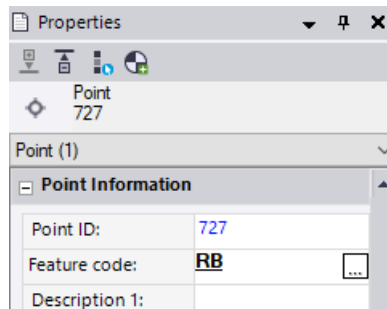 Properties
Point
727
Point (1)
Point Information
Point ID: 727
Feature code: RB ...
Description 1: